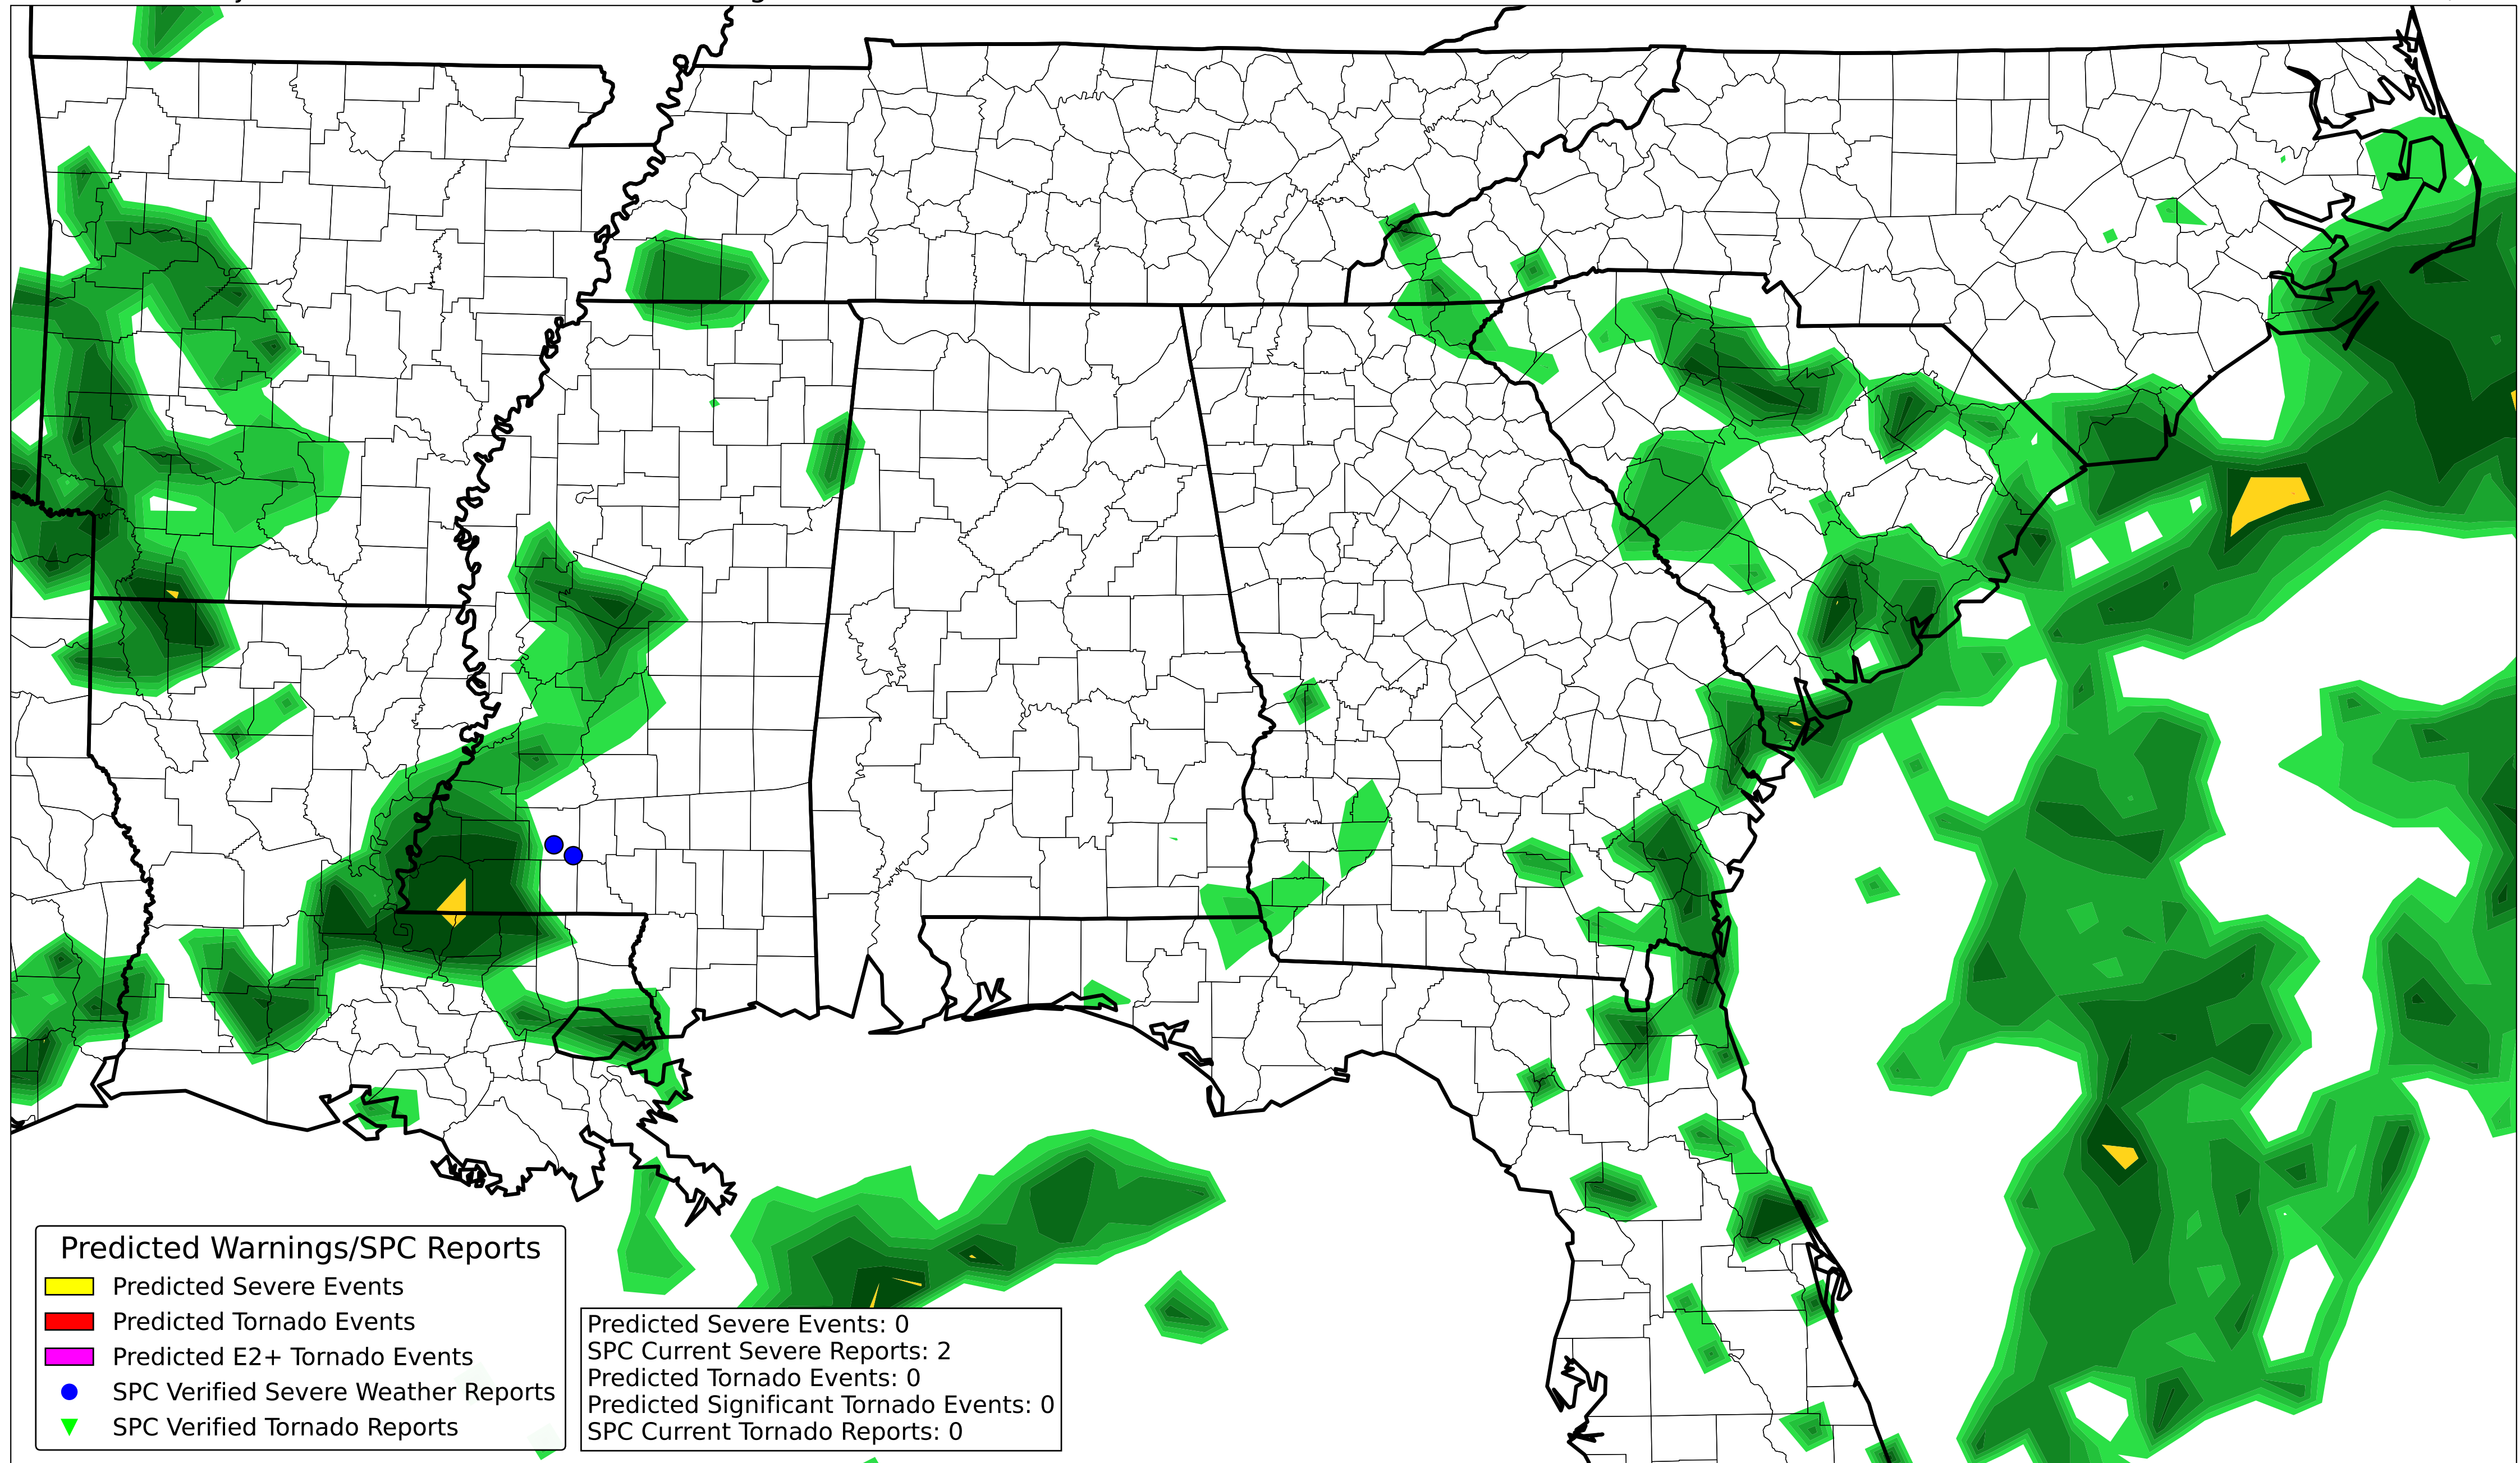 Predicted Warnings/SPC Reports
Predicted Severe Events
Predicted Tornado Events
Predicted E2+ Tornado Events
SPC Verified Severe Weather Reports
SPC Verified Tornado Reports
Predicted Severe Events: 0
SPC Current Severe Reports: 2
Predicted Tornado Events: 0
Predicted Significant Tornado Events: 0
SPC Current Tornado Reports: 0